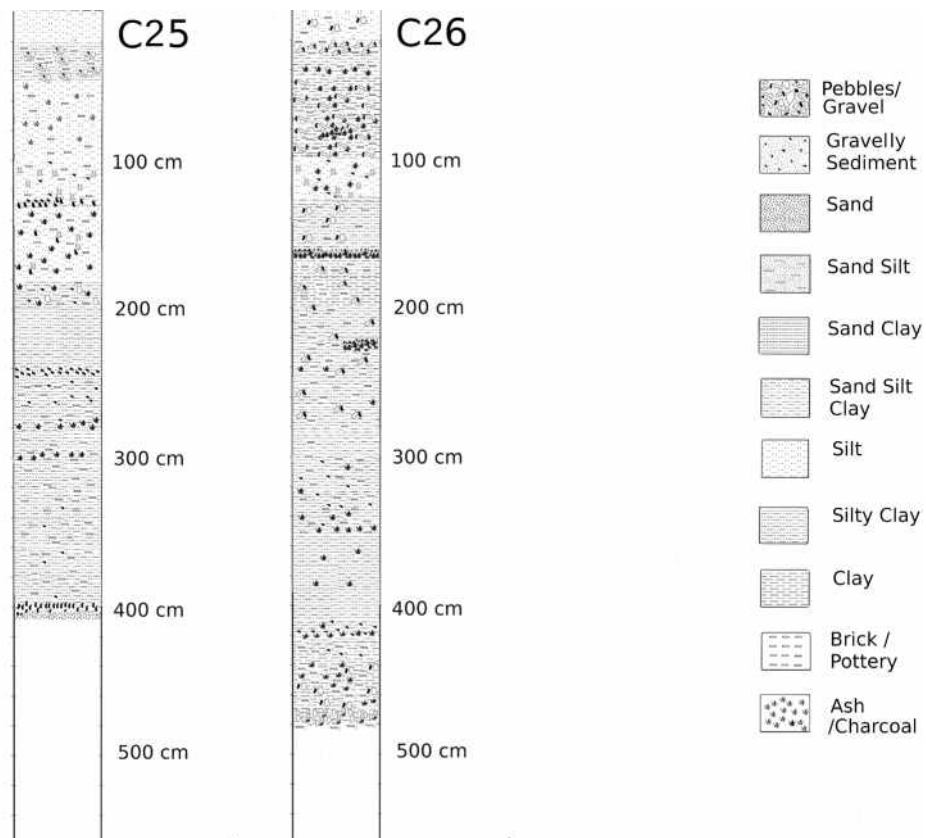 C25
100 cm
200 cm
300 cm
400 cm
500 cm
C26
100 cm
200 cm
300 cm
400 cm
500 cm
Pebbles/
Gravel
Gravelly
Sediment
Sand
Sand Silt
Sand Clay
Sand Silt
Clay
Silt
Silty Clay
Clay
Brick /
Pottery
Ash
/Charcoal